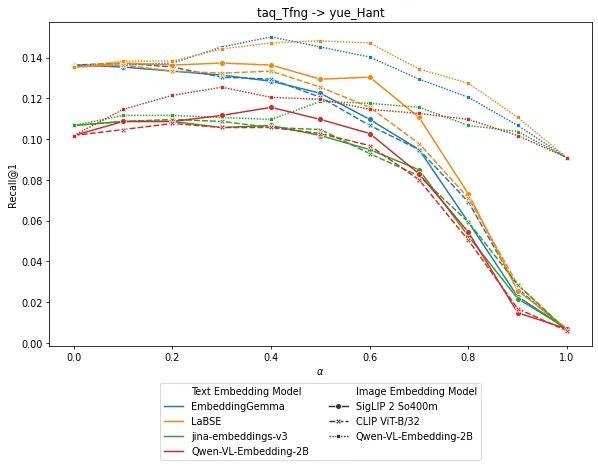 taq_Tfng -> yue_Hant
Recall@1
0.14
0.12
0.10
0.08
0.06
0.04
0.02
0.00
0.0 0.2 0.4 0.6 0.8 1.0
α
Text Embedding Model
EmbeddingGemma
LaBSE
jina-embeddings-v3
Qwen-VL-Embedding-2B
Image Embedding Model
SigLIP 2 So400m
CLIP ViT-B/32
Qwen-VL-Embedding-2B